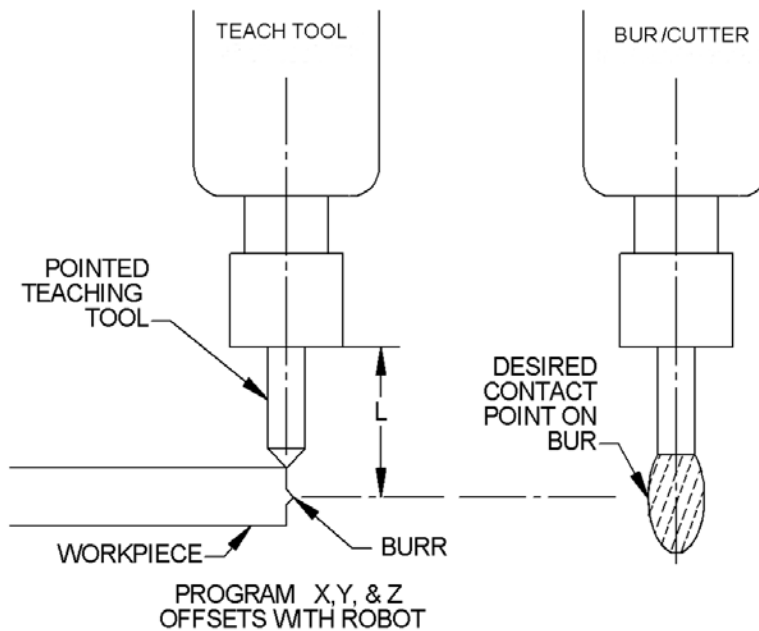 TEACH TOOL
BUR/CUTTER
POINTED
TEACHING
TOOL
L
DESIRED
CONTACT
POINT ON
BUR
WORKPIECE
BURR
PROGRAM X,Y, & Z
OFFSETS WITH ROBOT